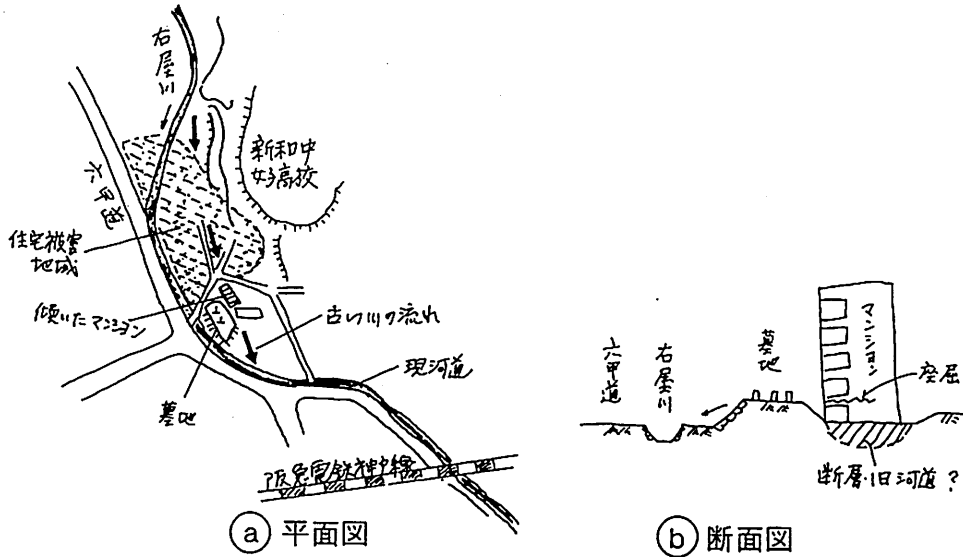 右屋川
六甲道
新和中
女子高校
住宅被害
地域
傾いたマンション
古い川の流れ
現河道
墓地
阪急電鉄神戸線
ⓐ 平面図
六甲道
右屋川
墓地
マンション
座屈
断層・旧河道?
ⓑ 断面図